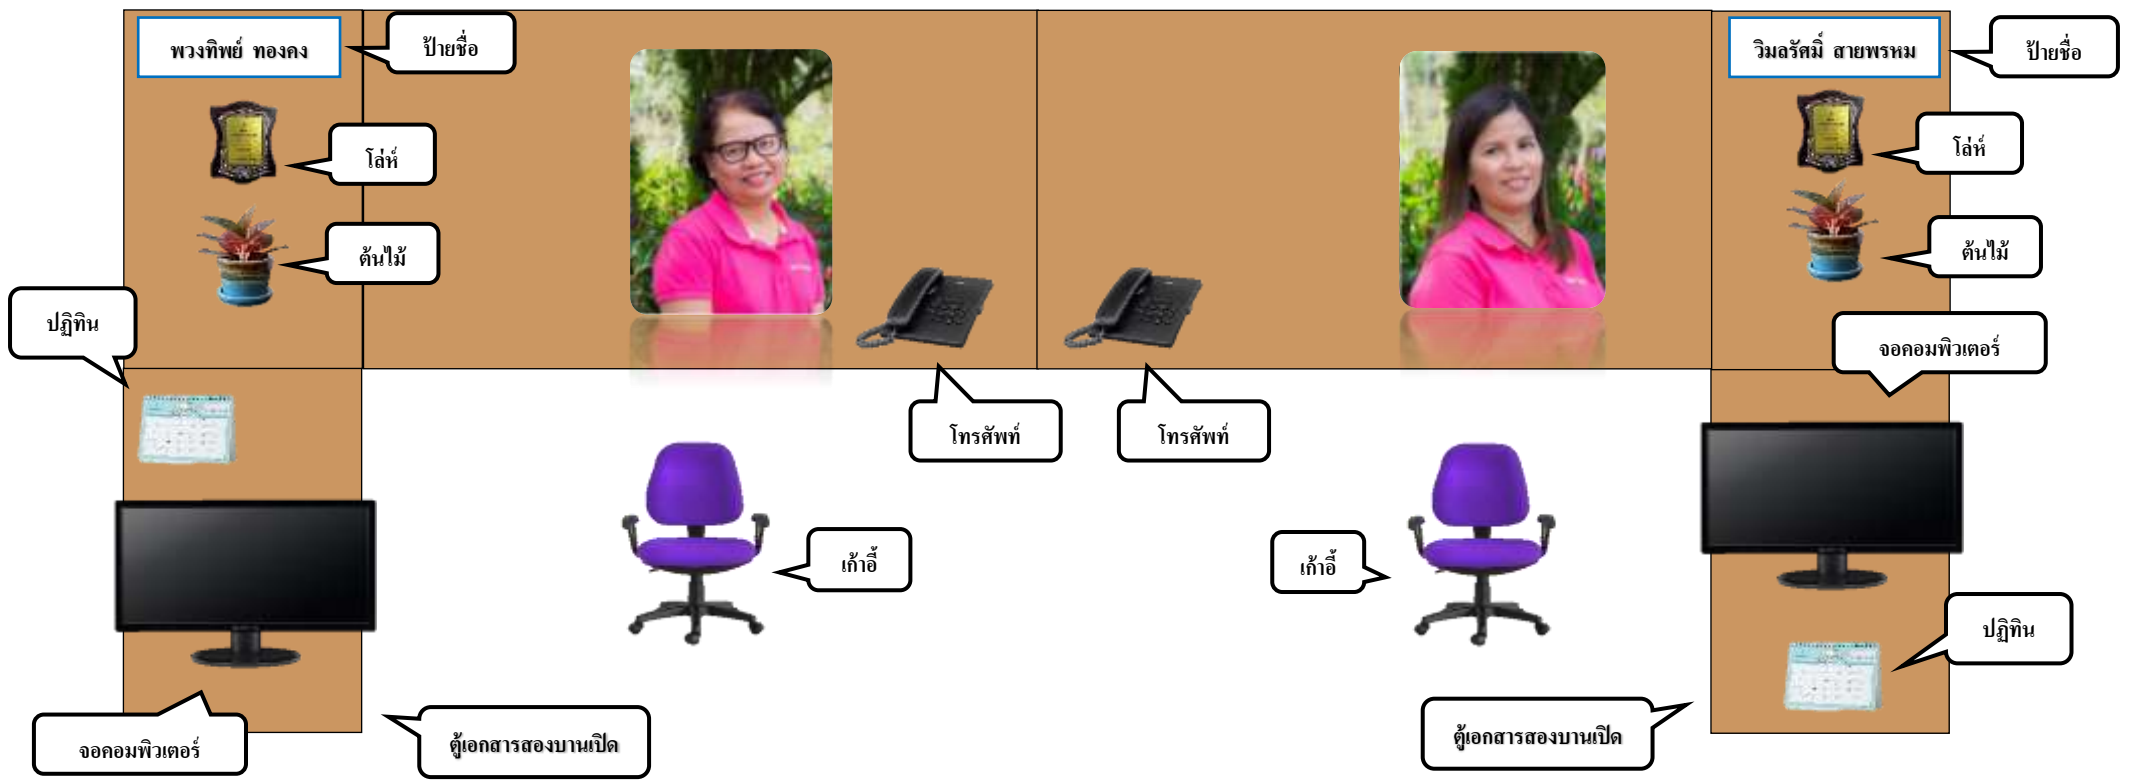 พวงทิพย์ ทองคง
ป้ายชื่อ
วิมลรัศมิ์ สายพรหม
ป้ายชื่อ
โล่ห์
โล่ห์
ต้นไม้
ต้นไม้
ปฏิทิน
จอคอมพิวเตอร์
โทรศัพท์
โทรศัพท์
เก้าอี้
เก้าอี้
ปฏิทิน
จอคอมพิวเตอร์
ตู้เอกสารสองบานเปิด
ตู้เอกสารสองบานเปิด